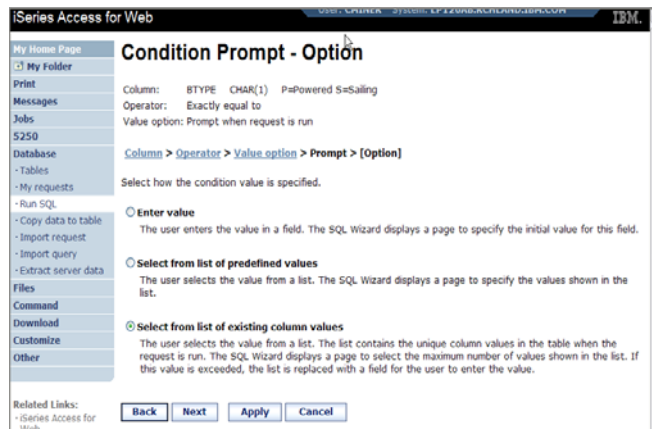 iSeries Access for Web
User: CAINER System: LP126AB.RCHLAND.IBM.COM
IBM.
My Home Page
My Folder
Print
Messages
Jobs
5250
Database
- Tables
- My requests
- Run SQL
- Copy data to table
- Import request
- Import query
- Extract server data
Files
Command
Download
Customize
Other
Related Links:
- iSeries Access for
Web
Condition Prompt - Option
Column: BTYPE CHAR(1) P=Powered S=Sailing
Operator: Exactly equal to
Value option: Prompt when request is run
Column > Operator > Value option > Prompt > [Option]
Select how the condition value is specified.
Enter value
The user enters the value in a field. The SQL Wizard displays a page to specify the initial value for this field.
Select from list of predefined values
The user selects the value from a list. The SQL Wizard displays a page to specify the values shown in the
list.
Select from list of existing column values
The user selects the value from a list. The list contains the unique column values in the table when the
request is run. The SQL Wizard displays a page to select the maximum number of values shown in the list. If
this value is exceeded, the list is replaced with a field for the user to enter the value.
Back Next Apply Cancel